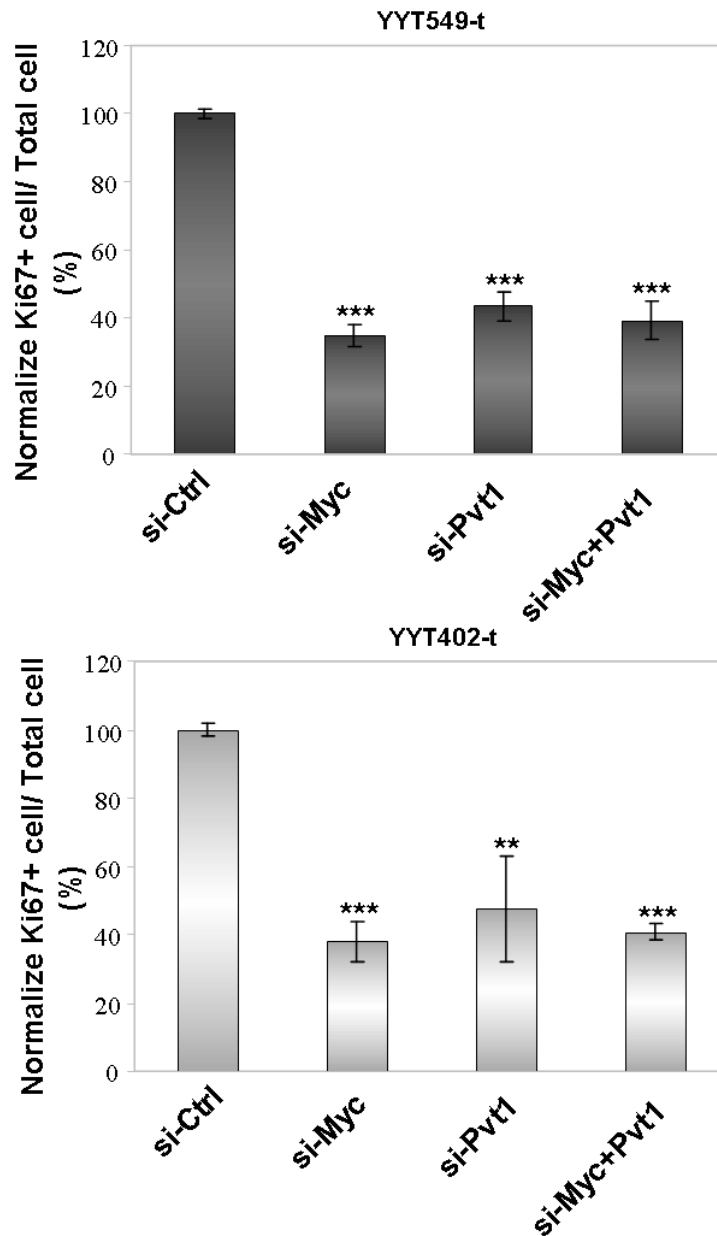 YYT549-t
Normalize Ki67+ cell/ Total cell
(%)
120
100
80
60
40
20
0
***
***
***
si-Ctrl
si-Myc
si-Pvt1
si-Myc+Pvt1
YYT402-t
Normalize Ki67+ cell/ Total cell
(%)
120
100
80
60
40
20
0
***
**
***
si-Ctrl
si-Myc
si-Pvt1
si-Myc+Pvt1